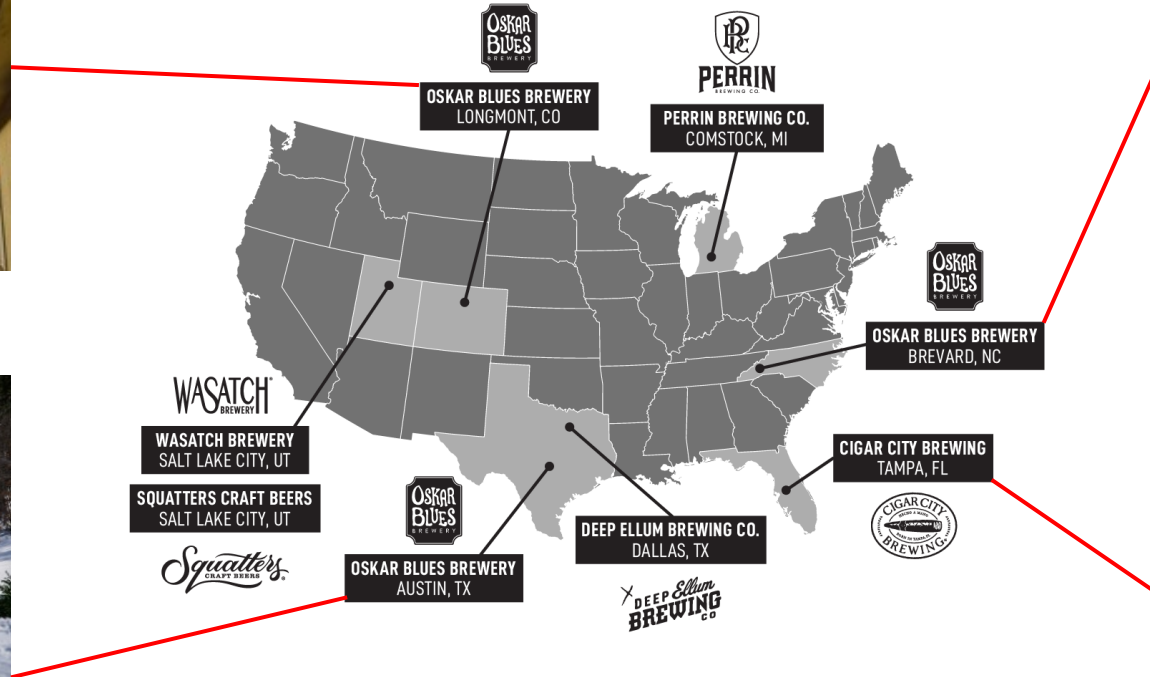 OSKAR
BLUES
BREWERY
OSKAR BLUES BREWERY
LONGMONT, CO
PERRIN
BREWING CO.
PERRIN BREWING CO.
COMSTOCK, MI
OSKAR
BLUES
BREWERY
OSKAR BLUES BREWERY
BREVARD, NC
WASATCH
BREWERY
WASATCH BREWERY
SALT LAKE CITY, UT
SQUATTERS CRAFT BEERS
SALT LAKE CITY, UT
Squatters
CRAFT BEERS
OSKAR
BLUES
BREWERY
OSKAR BLUES BREWERY
AUSTIN, TX
DEEP ELLUM BREWING CO.
DALLAS, TX
DEEP Ellum
BREWING
CO
CIGAR CITY BREWING
TAMPA, FL
CIGAR CITY
BREWING